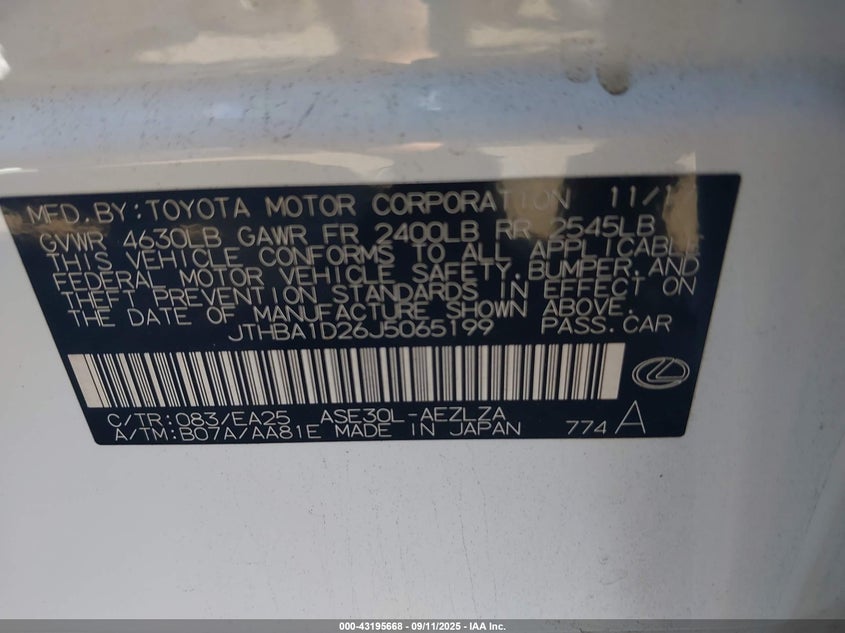 MFD. BY: TOYOTA MOTOR CORPORATION 11/1
GVWR 4630LB GAWR FR 2400LB RR 2545LB
THIS VEHICLE CONFORMS TO ALL APPLICABLE
FEDERAL MOTOR VEHICLE SAFETY, BUMPER, AND
THEFT PREVENTION STANDARDS IN EFFECT ON
THE DATE OF MANUFACTURE SHOWN ABOVE.
JTHBA1D26J5065199 PASS. CAR
C/TR: 083/EA25 ASE30L-AEZLZA
A/TM: B07A/AA81E MADE IN JAPAN 774 A
000-43195668 - 09/11/2025 - IAA Inc.